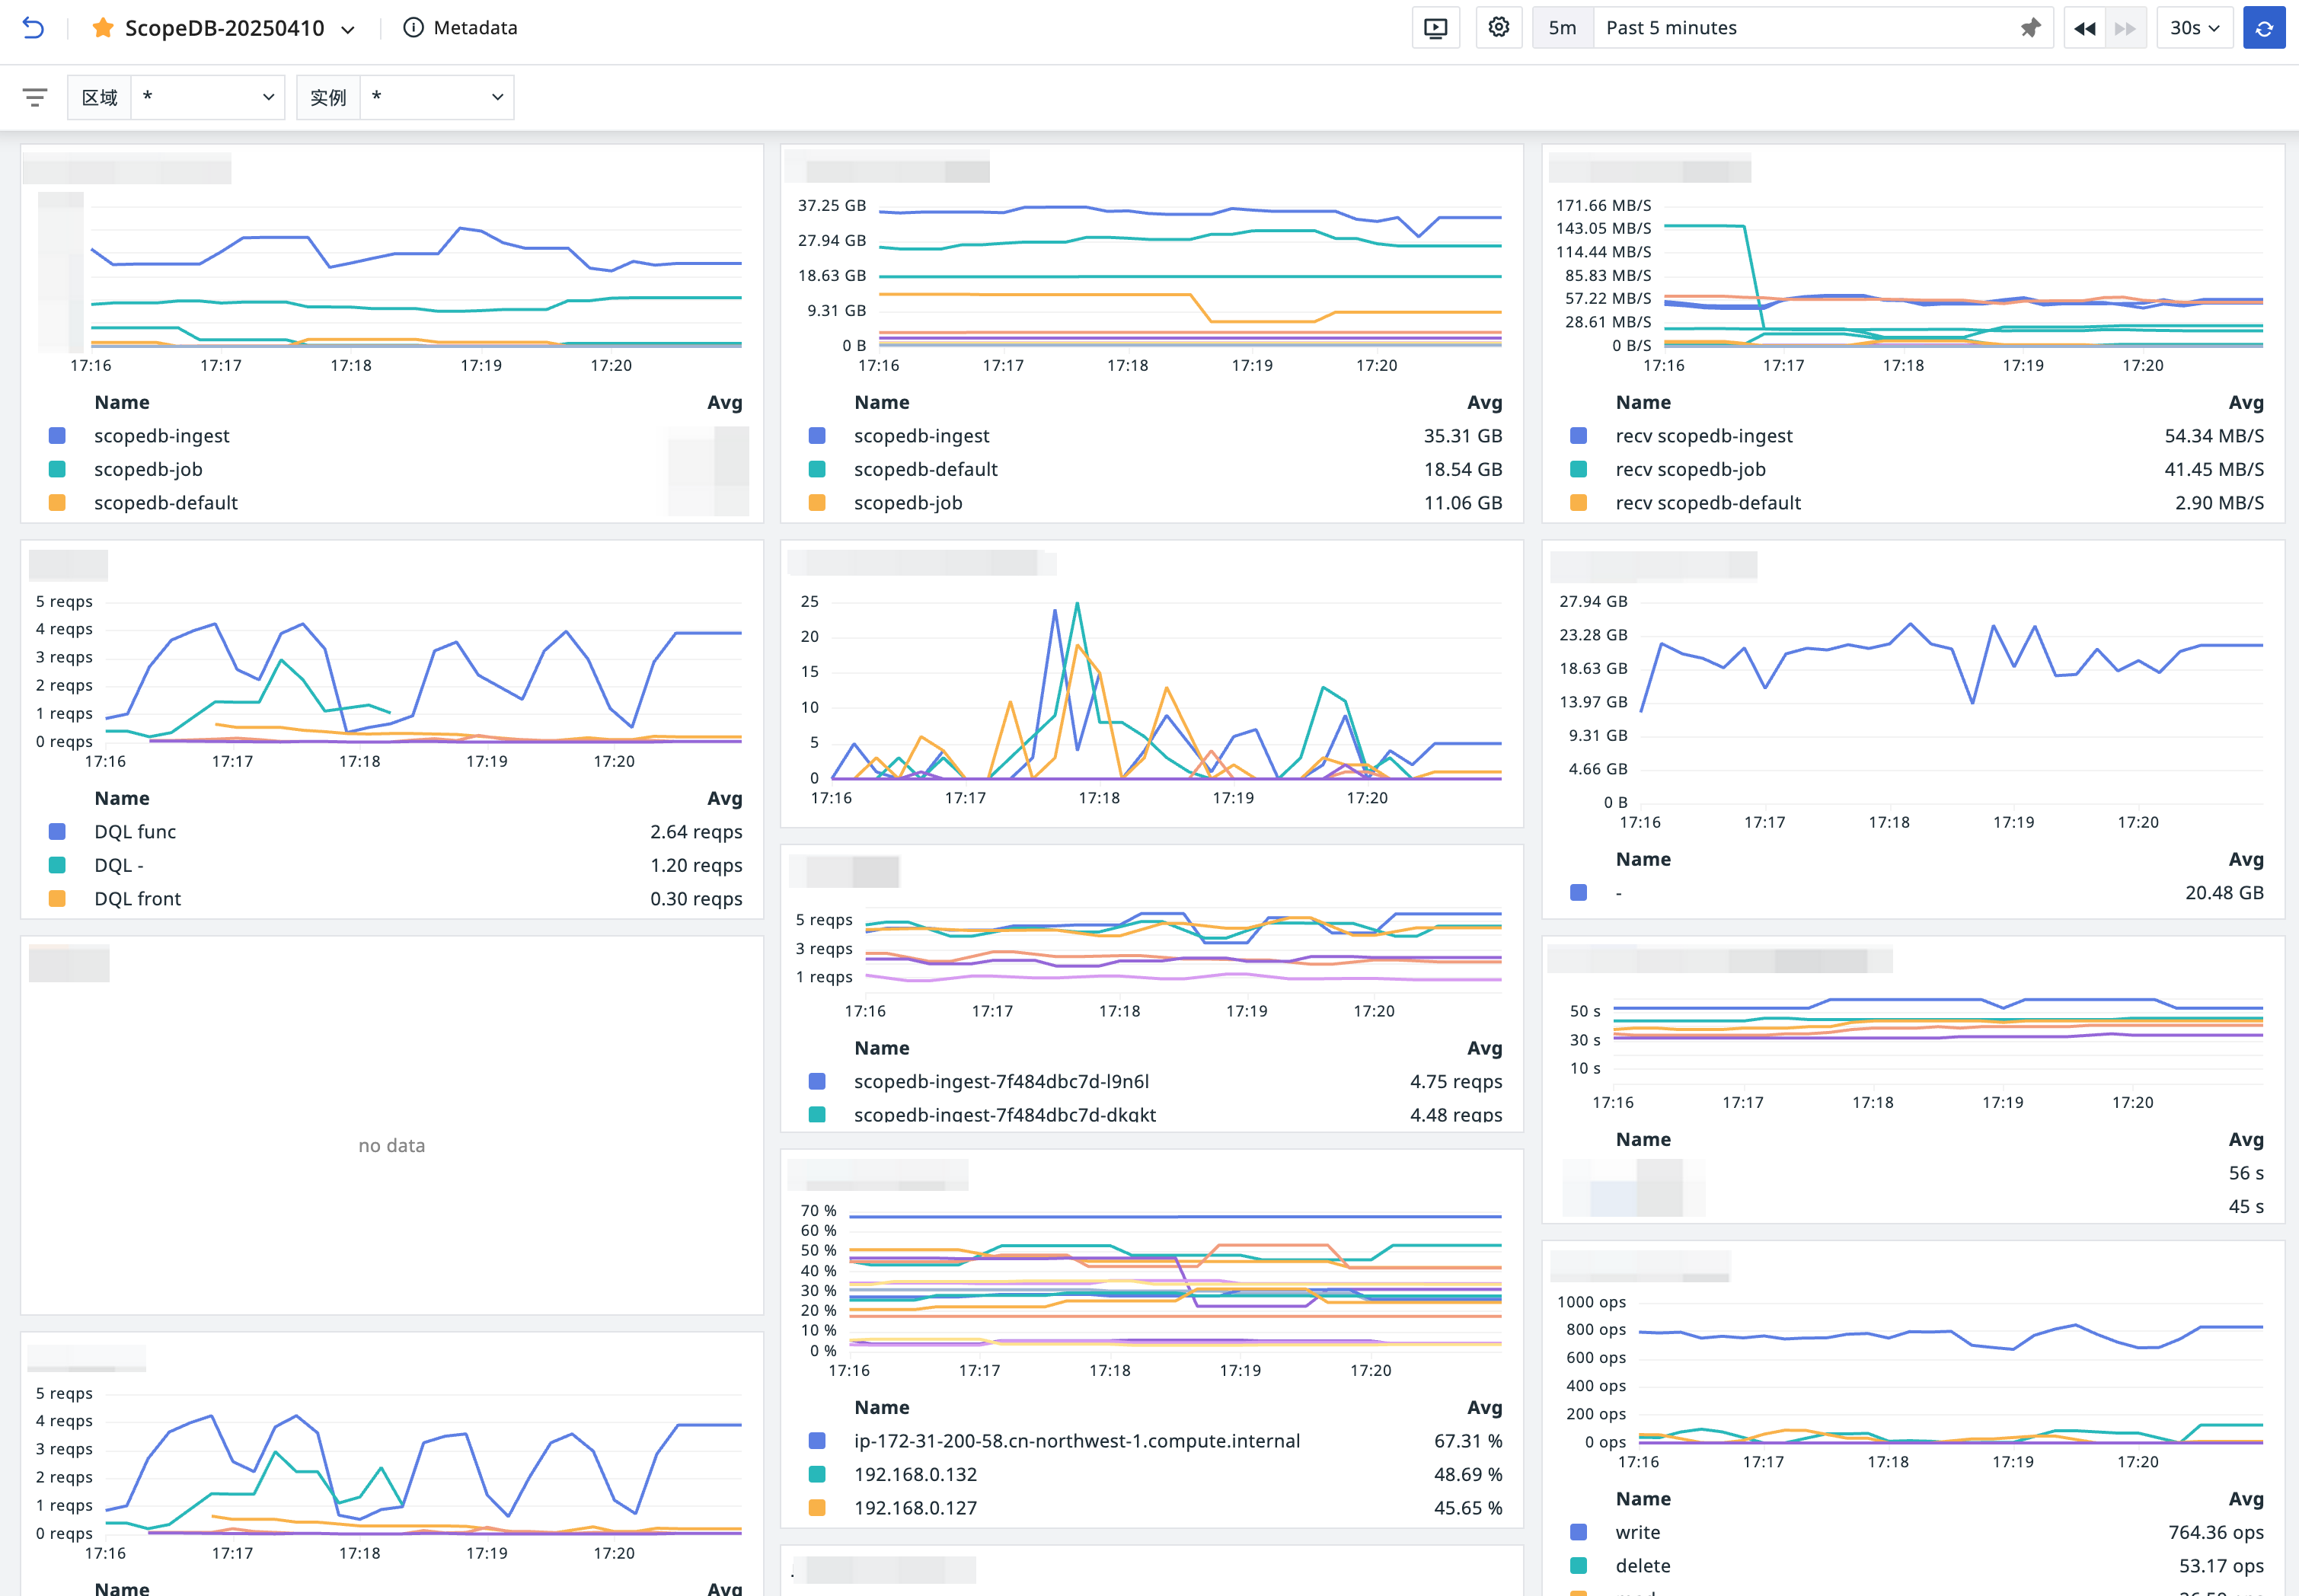 ScopeDB-20250410
Metadata
5m
Past 5 minutes
30s
区域
*
实例
*
17:16
17:17
17:18
17:19
17:20
Name
Avg
scopedb-ingest
scopedb-job
scopedb-default
37.25 GB
27.94 GB
18.63 GB
9.31 GB
0 B
17:16
17:17
17:18
17:19
17:20
Name
Avg
scopedb-ingest
35.31 GB
scopedb-default
18.54 GB
scopedb-job
11.06 GB
171.66 MB/S
143.05 MB/S
114.44 MB/S
85.83 MB/S
57.22 MB/S
28.61 MB/S
0 B/S
17:16
17:17
17:18
17:19
17:20
Name
Avg
recv scopedb-ingest
54.34 MB/S
recv scopedb-job
41.45 MB/S
recv scopedb-default
2.90 MB/S
5 reqps
4 reqps
3 reqps
2 reqps
1 reqps
0 reqps
17:16
17:17
17:18
17:19
17:20
Name
Avg
DQL func
2.64 reqps
DQL -
1.20 reqps
DQL front
0.30 reqps
25
20
15
10
5
0
17:16
17:17
17:18
17:19
17:20
27.94 GB
23.28 GB
18.63 GB
13.97 GB
9.31 GB
4.66 GB
0 B
17:16
17:17
17:18
17:19
17:20
Name
Avg
-
20.48 GB
no data
5 reqps
3 reqps
1 reqps
17:16
17:17
17:18
17:19
17:20
Name
Avg
scopedb-ingest-7f484dbc7d-l9n6l
4.75 reqps
scopedb-ingest-7f484dbc7d-dkqkt
4.48 reqps
50 s
30 s
10 s
17:16
17:17
17:18
17:19
17:20
Name
Avg
56 s
45 s
70 %
60 %
50 %
40 %
30 %
20 %
10 %
0 %
17:16
17:17
17:18
17:19
17:20
Name
Avg
ip-172-31-200-58.cn-northwest-1.compute.internal
67.31 %
192.168.0.132
48.69 %
192.168.0.127
45.65 %
1000 ops
800 ops
600 ops
400 ops
200 ops
0 ops
17:16
17:17
17:18
17:19
17:20
Name
Avg
write
764.36 ops
delete
53.17 ops
5 reqps
4 reqps
3 reqps
2 reqps
1 reqps
0 reqps
17:16
17:17
17:18
17:19
17:20
Name
Avg